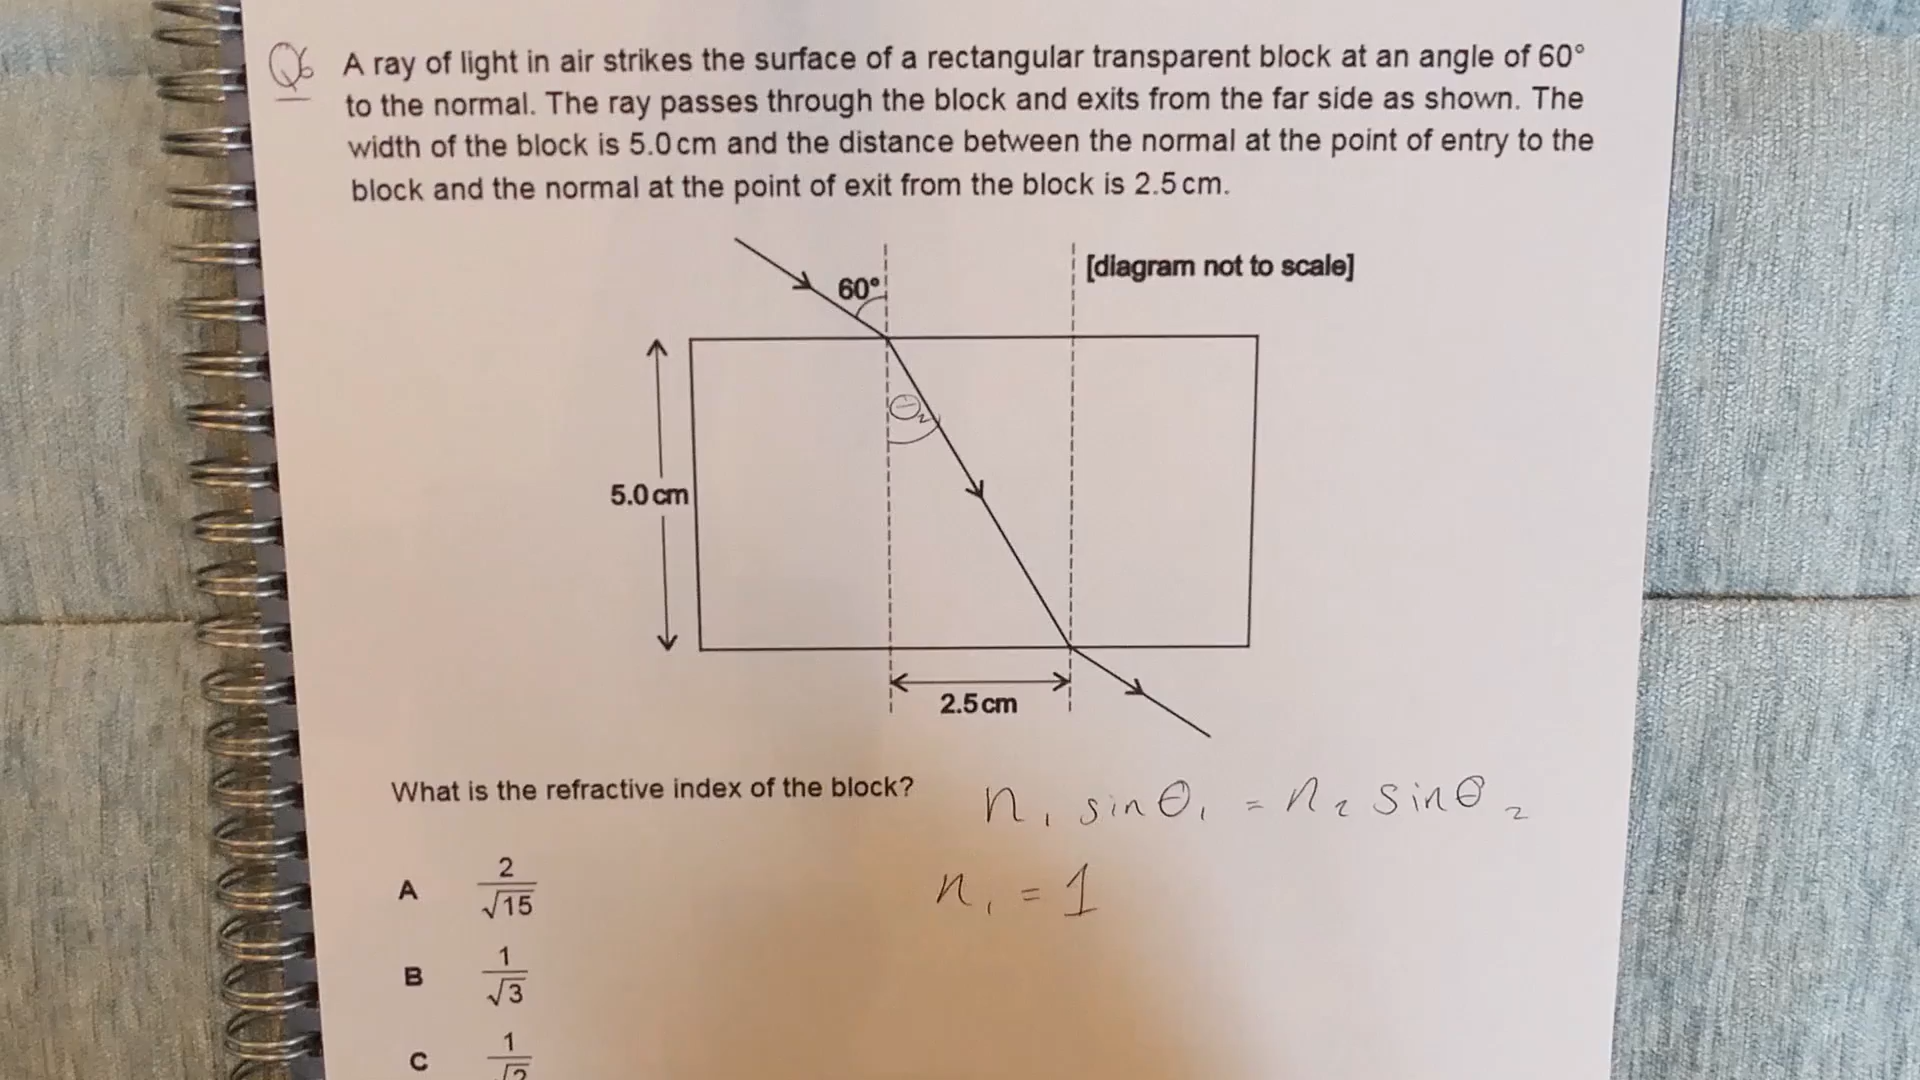 Q6 A ray of light in air strikes the surface of a rectangular transparent block at an angle of 60°
to the normal. The ray passes through the block and exits from the far side as shown. The
width of the block is 5.0 cm and the distance between the normal at the point of entry to the
block and the normal at the point of exit from the block is 2.5 cm.
[diagram not to scale]
60°
θ₂
5.0 cm
2.5 cm
What is the refractive index of the block?
n₁ sinθ₁ = n₂ sinθ₂
n₁ = 1
A 2/√15
B 1/√3
C 1/√2